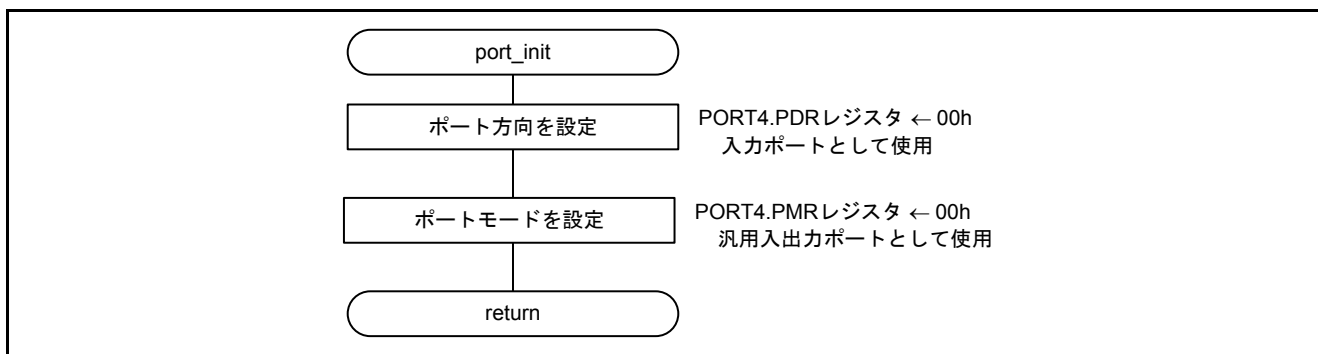 port_init
ポート方向を設定
PORT4.PDRレジスタ ← 00h
入力ポートとして使用
ポートモードを設定
PORT4.PMRレジスタ ← 00h
汎用入出力ポートとして使用
return